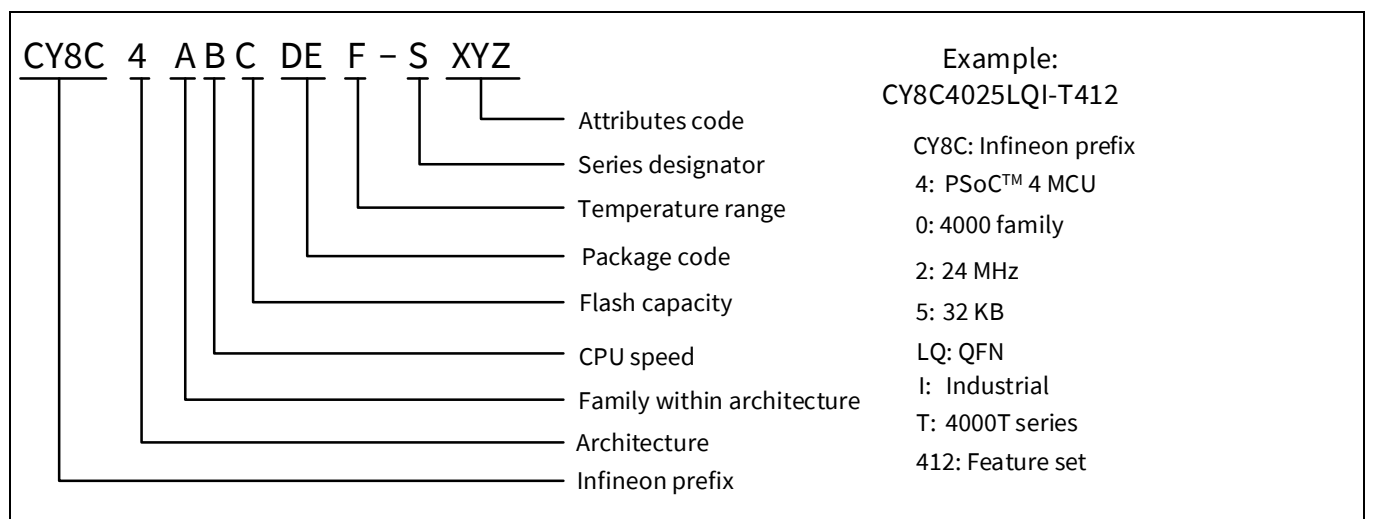 CY8C 4 A B C DE F – S XYZ
Attributes code
Series designator
Temperature range
Package code
Flash capacity
CPU speed
Family within architecture
Architecture
Infineon prefix
Example:
CY8C4025LQI-T412
CY8C: Infineon prefix
4: PSoC™ 4 MCU
0: 4000 family
2: 24 MHz
5: 32 KB
LQ: QFN
I: Industrial
T: 4000T series
412: Feature set